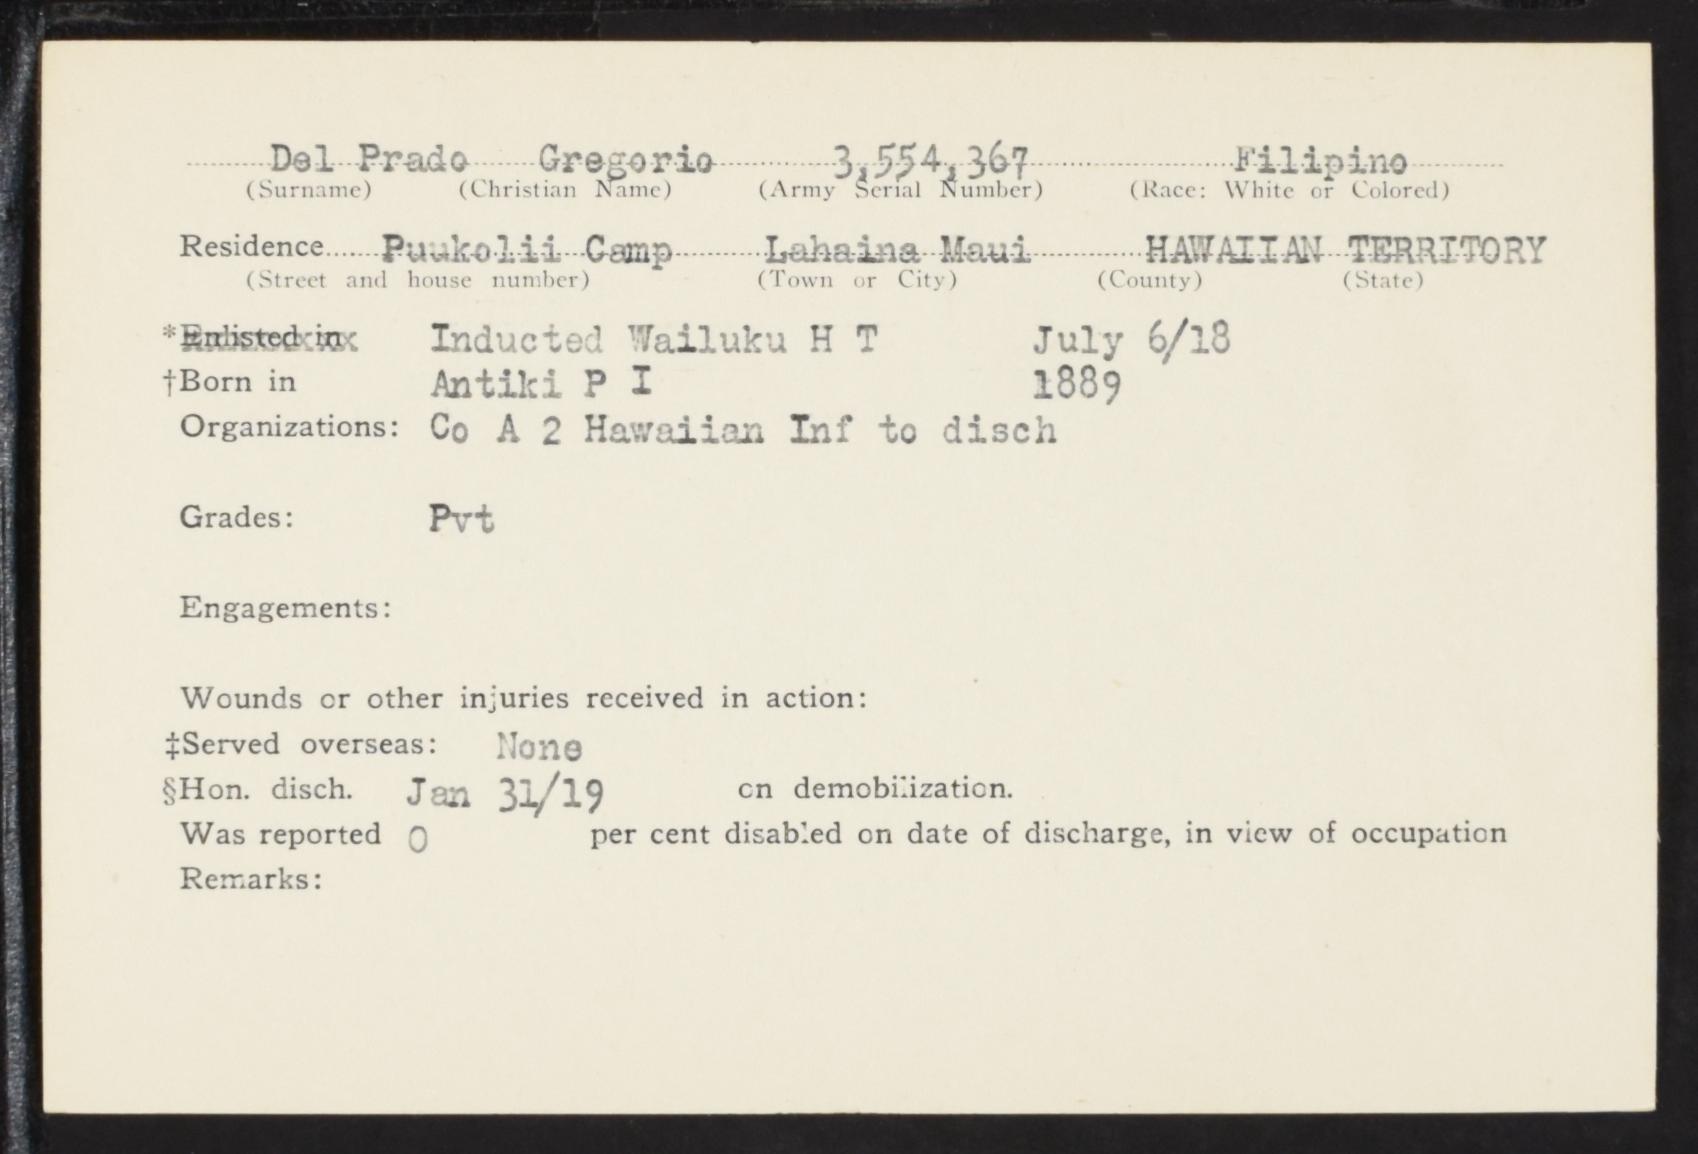 Del Prado Gregorio 3,554,367 Filipino
(Surname) (Christian Name) (Army Serial Number) (Race: White or Colored)
Residence Puukolii Camp Lahaina Maui HAWAIIAN TERRITORY
(Street and house number) (Town or City) (County) (State)
*Enlisted in Inducted Wailuku H T July 6/18
†Born in Antiki P I 1889
Organizations: Co A 2 Hawaiian Inf to disch
Grades: Pvt
Engagements:
Wounds or other injuries received in action:
‡Served overseas: None
§Hon. disch. Jan 31/19 on demobilization.
Was reported 0 per cent disabled on date of discharge, in view of occupation
Remarks: